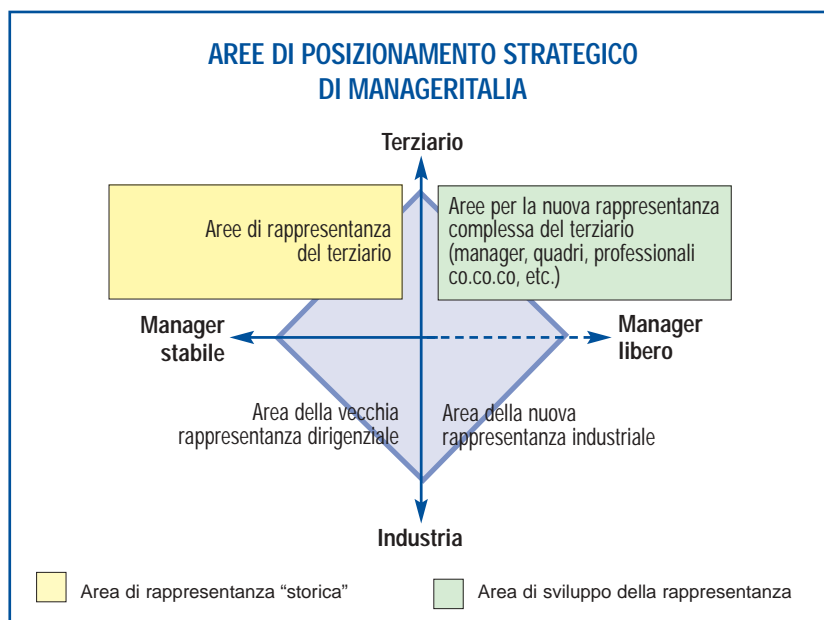 AREE DI POSIZIONAMENTO STRATEGICO
DI MANAGERITALIA
Terziario
Aree di rappresentanza
del terziario
Aree per la nuova rappresentanza
complessa del terziario
(manager, quadri, professionali
co.co.co, etc.)
Manager
stabile
Manager
libero
Area della vecchia
rappresentanza dirigenziale
Area della nuova
rappresentanza industriale
Industria
Area di rappresentanza “storica”
Area di sviluppo della rappresentanza